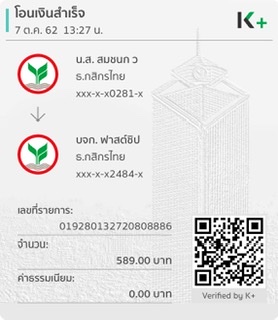 โอนเงินสำเร็จ
7 ต.ค. 62 13:27 น.
K+
น.ส. สมชนก ว
ธ.กสิกรไทย
xxx-x-x0281-x
บจก. ฟาสต์ชิป
ธ.กสิกรไทย
xxx-x-x2484-x
เลขที่รายการ:
019280132720808886
จำนวน:
589.00 บาท
ค่าธรรมเนียม:
0.00 บาท
Verified by K+